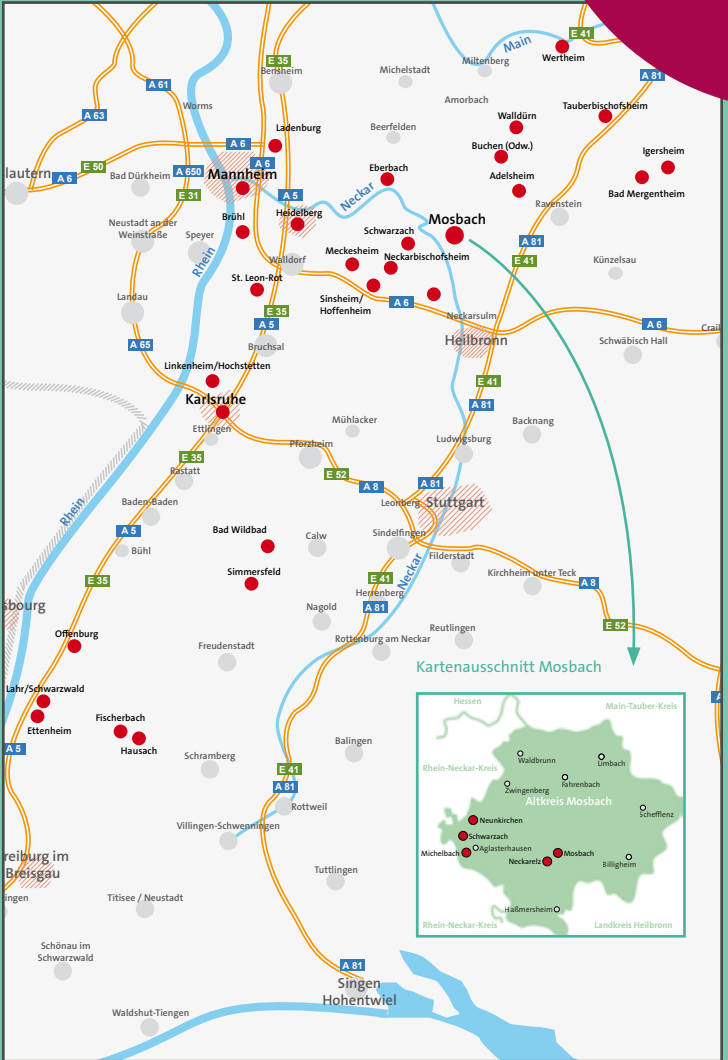 E 41
Main
Wertheim
E 35
Bensheim
Michelstadt
Miltenberg
A 81
A 61
Worms
Amorbach
Tauberbischofsheim
A 63
Ladenburg
Beerfelden
Walldürn
A 6
Buchen (Odw.)
Igersheim
lautern
E 50
A 6
Bad Dürkheim
A 650
A 6
Mannheim
Eberbach
Adelsheim
Bad Mergentheim
E 31
A 5
Neckar
Ravenstein
Neustadt an der
Weinstraße
Speyer
Brühl
Heidelberg
Mosbach
Schwarzach
A 81
Meckesheim
Neckarbischofsheim
E 41
Künzelsau
Rhein
Walldorf
St. Leon-Rot
Landau
Sinsheim/
Hoffenheim
A 6
E 35
A 5
Neckarsulm
A 6
Crail
A 65
Bruchsal
Heilbronn
Schwäbisch Hall
Linkenheim/Hochstetten
E 41
Karlsruhe
A 81
Ettlingen
Mühlacker
Backnang
Pforzheim
Ludwigsburg
E 35
Rastatt
E 52
A 8
A 81
Leonberg
Stuttgart
Baden-Baden
Rhein
A 5
Bad Wildbad
Calw
Sindelfingen
Bühl
Filderstadt
Simmersfeld
Neckar
Kirchheim unter Teck
E 35
E 41
A 8
Herrenberg
A 81
sbourg
Nagold
E 52
Offenburg
Reutlingen
Rottenburg am Neckar
Freudenstadt
Kartenausschnitt Mosbach
Lahr/Schwarzwald
Ettenheim
Fischerbach
Hausach
A 5
Schramberg
Balingen
E 41
A 81
Rottweil
Villingen-Schwenningen
Hessen
Main-Tauber-Kreis
Waldbrunn
Limbach
Rhein-Neckar-Kreis
Fahrenbach
Zwingenberg
Altkreis Mosbach
Schefflenz
Neunkirchen
Schwarzach
Aglasterhausen
Michelbach
Mosbach
Neckarelz
Billigheim
Haßmersheim
Rhein-Neckar-Kreis
Landkreis Heilbronn
reiburg im
Breisgau
ingen
Titisee / Neustadt
Tuttlingen
Schönau im
Schwarzwald
A 81
Singen
Hohentwiel
Waldshut-Tiengen